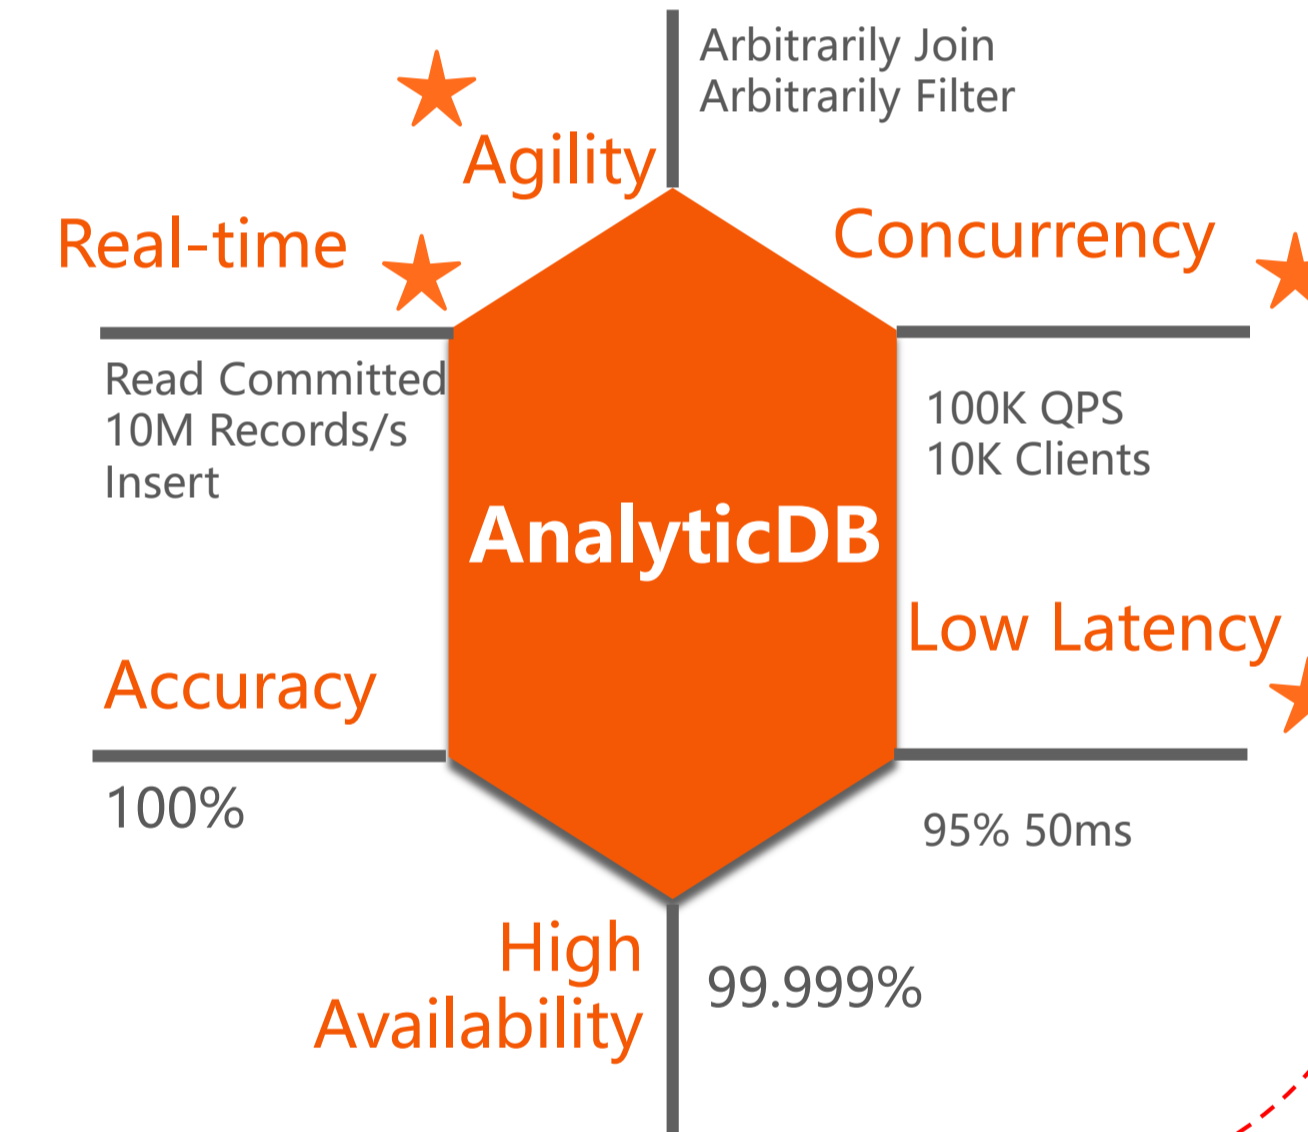 Arbitrarily Join
Arbitrarily Filter
Agility
Real-time
Concurrency
Read Committed
10M Records/s
Insert
100K QPS
10K Clients
AnalyticDB
Low Latency
Accuracy
100%
95% 50ms
High
Availability
99.999%